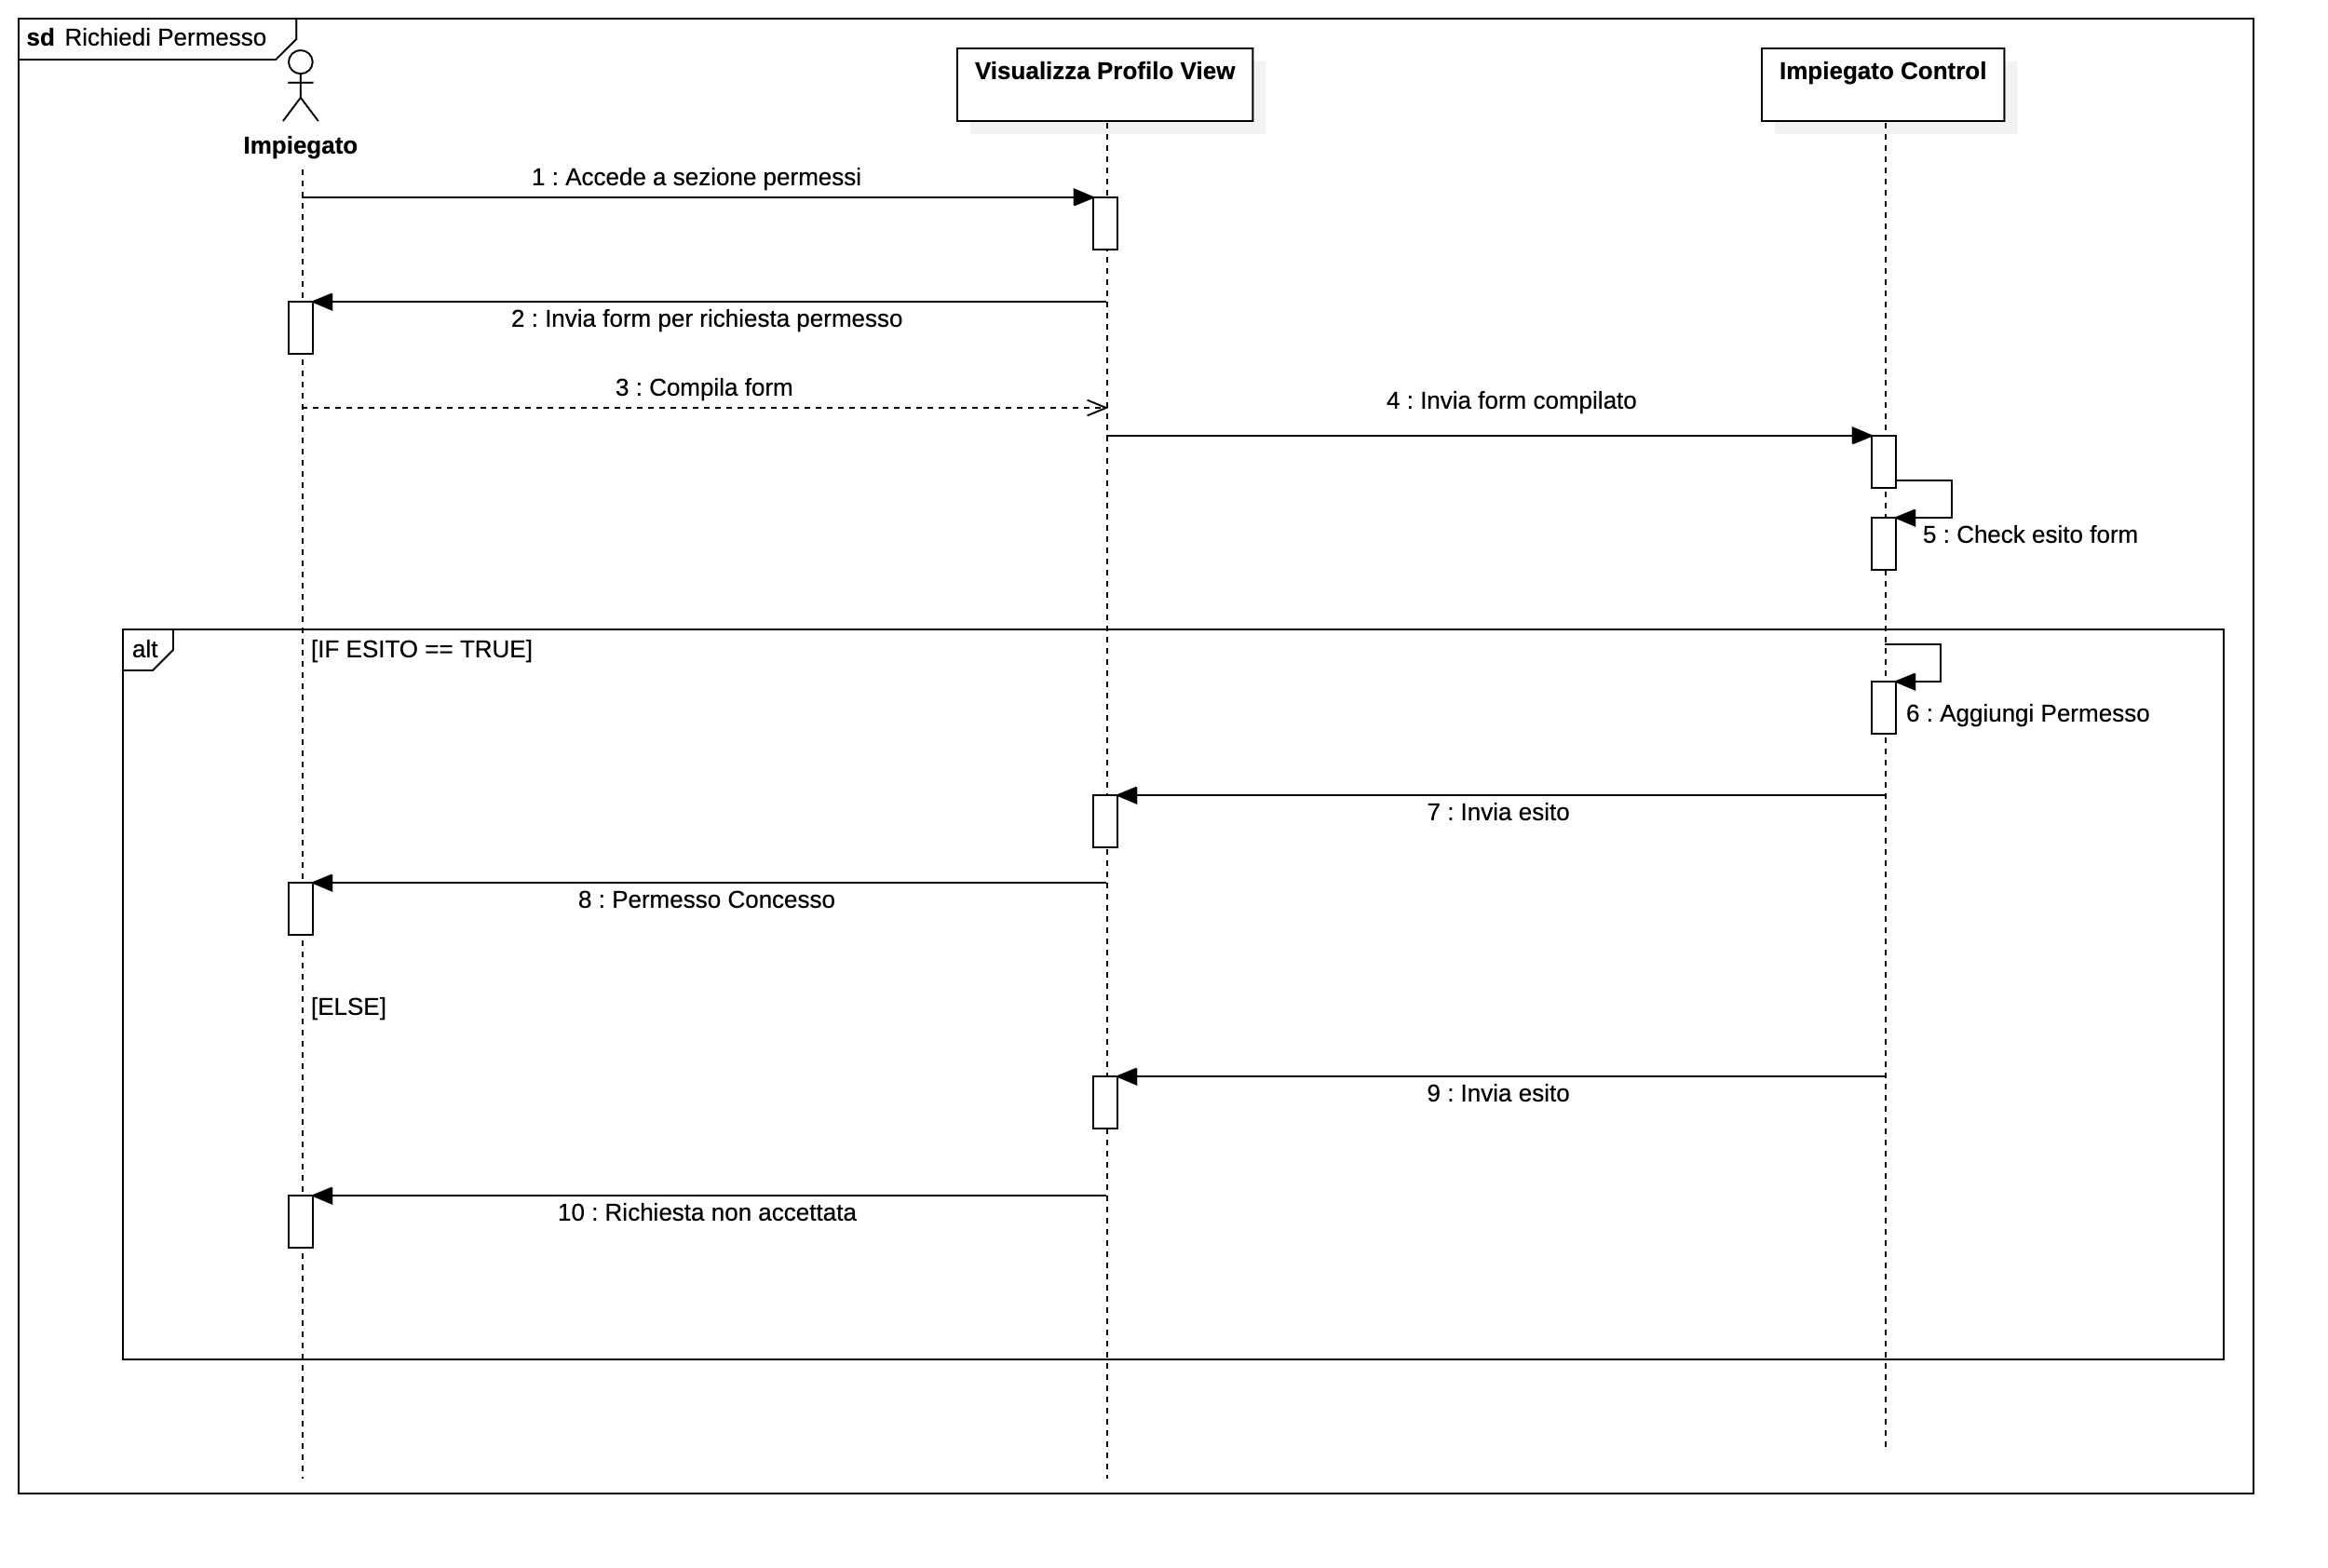 sd Richiedi Permesso
Visualizza Profilo View
Impiegato Control
Impiegato
1 : Accede a sezione permessi
2 : Invia form per richiesta permesso
3 : Compila form
4 : Invia form compilato
5 : Check esito form
alt
[IF ESITO == TRUE]
6 : Aggiungi Permesso
7 : Invia esito
8 : Permesso Concesso
[ELSE]
9 : Invia esito
10 : Richiesta non accettata